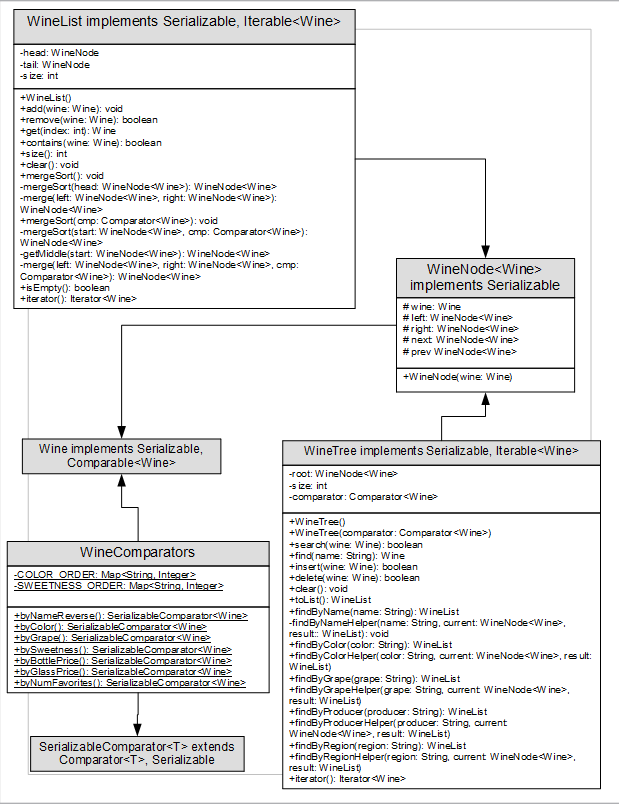 WineList implements Serializable, Iterable<Wine>
-head: WineNode
-tail: WineNode
-size: int
+WineList()
+add(wine: Wine): void
+remove(wine: Wine): boolean
+get(index: int): Wine
+contains(wine: Wine): boolean
+size(): int
+clear(): void
+mergeSort(): void
-mergeSort(head: WineNode<Wine>): WineNode<Wine>
-merge(left: WineNode<Wine>, right: WineNode<Wine>):
WineNode<Wine>
+mergeSort(cmp: Comparator<Wine>): void
-mergeSort(start: WineNode<Wine>, cmp: Comparator<Wine>):
WineNode<Wine>
-getMiddle(start: WineNode<Wine>): WineNode<Wine>
-merge(left: WineNode<Wine>, right: WineNode<Wine>, cmp:
Comparator<Wine>): WineNode<Wine>
+isEmpty(): boolean
+iterator(): Iterator<Wine>
WineNode<Wine>
implements Serializable
# wine: Wine
# left: WineNode<Wine>
# right: WineNode<Wine>
# next: WineNode<Wine>
# prev WineNode<Wine>
+WineNode(wine: Wine)
Wine implements Serializable,
Comparable<Wine>
WineTree implements Serializable, Iterable<Wine>
-root: WineNode<Wine>
-size: int
-comparator: Comparator<Wine>
+WineTree()
+WineTree(comparator: Comparator<Wine>)
+search(wine: Wine): boolean
+find(name: String): Wine
+insert(wine: Wine): boolean
+delete(wine: Wine): boolean
+clear(): void
+toList(): WineList
+findByName(name: String): WineList
-findByNameHelper(name: String, current: WineNode<Wine>,
result:: WineList): void
+findByColor(color: String): WineList
+findByColorHelper(color: String, current: WineNode<Wine>, result:
WineList)
+findByGrape(grape: String): WineList
+findByGrapeHelper(grape: String, current: WineNode<Wine>,
result: WineList)
+findByProducer(producer: String): WineList
+findByProducerHelper(producer: String, current:
WineNode<Wine>, result: WineList)
+findByRegion(region: String): WineList
+findByRegionHelper(region: String, current: WineNode<Wine>,
result: WineList)
+iterator(): Iterator<Wine>
WineComparators
-COLOR_ORDER: Map<String, Integer>
-SWEETNESS_ORDER: Map<String, Integer>
+byNameReverse(): SerializableComparator<Wine>
+byColor(): SerializableComparator<Wine>
+byGrape(): SerializableComparator<Wine>
+bySweetness(): SerializableComparator<Wine>
+byBottlePrice(): SerializableComparator<Wine>
+byGlassPrice(): SerializableComparator<Wine>
+byNumFavorites(): SerializableComparator<Wine>
SerializableComparator<T> extends
Comparator<T>, Serializable